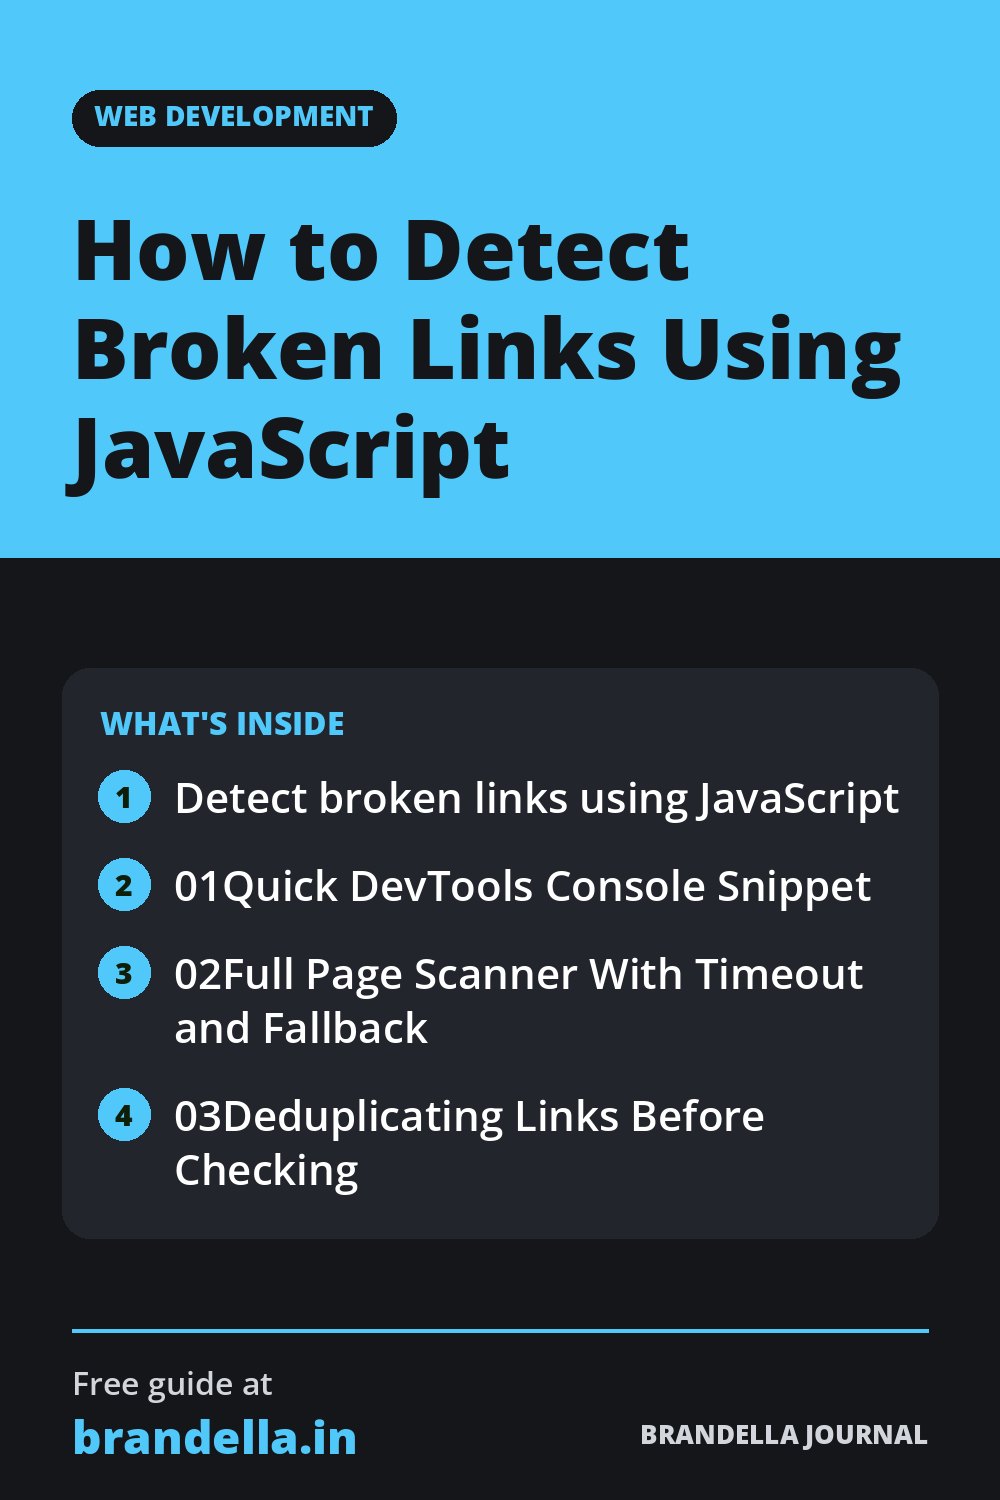 WEB DEVELOPMENT
How to Detect
Broken Links Using
JavaScript
WHAT'S INSIDE
1 Detect broken links using JavaScript
2 01Quick DevTools Console Snippet
3 02Full Page Scanner With Timeout
and Fallback
4 03Deduplicating Links Before
Checking
Free guide at
brandella.in
BRANDELLA JOURNAL